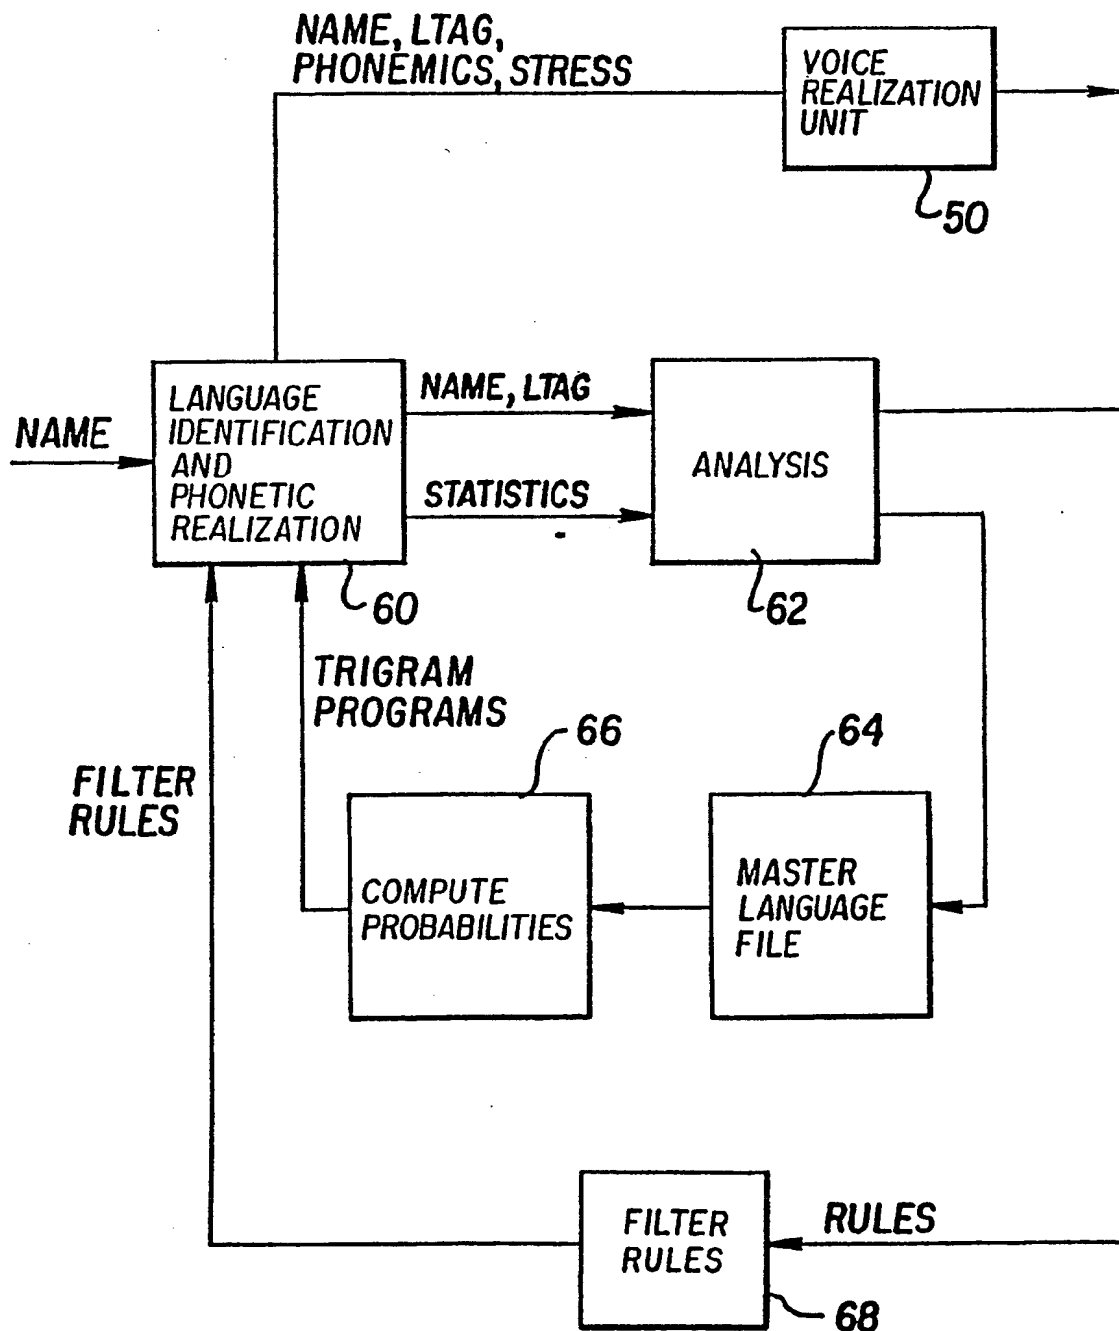 NAME, LTAG,
PHONEMICS, STRESS
VOICE
REALIZATION
UNIT
50
LANGUAGE
IDENTIFICATION
AND
PHONETIC
REALIZATION
NAME
NAME, LTAG
STATISTICS
ANALYSIS
60
62
TRIGRAM
PROGRAMS
66
64
FILTER
RULES
COMPUTE
PROBABILITIES
MASTER
LANGUAGE
FILE
FILTER
RULES
RULES
68